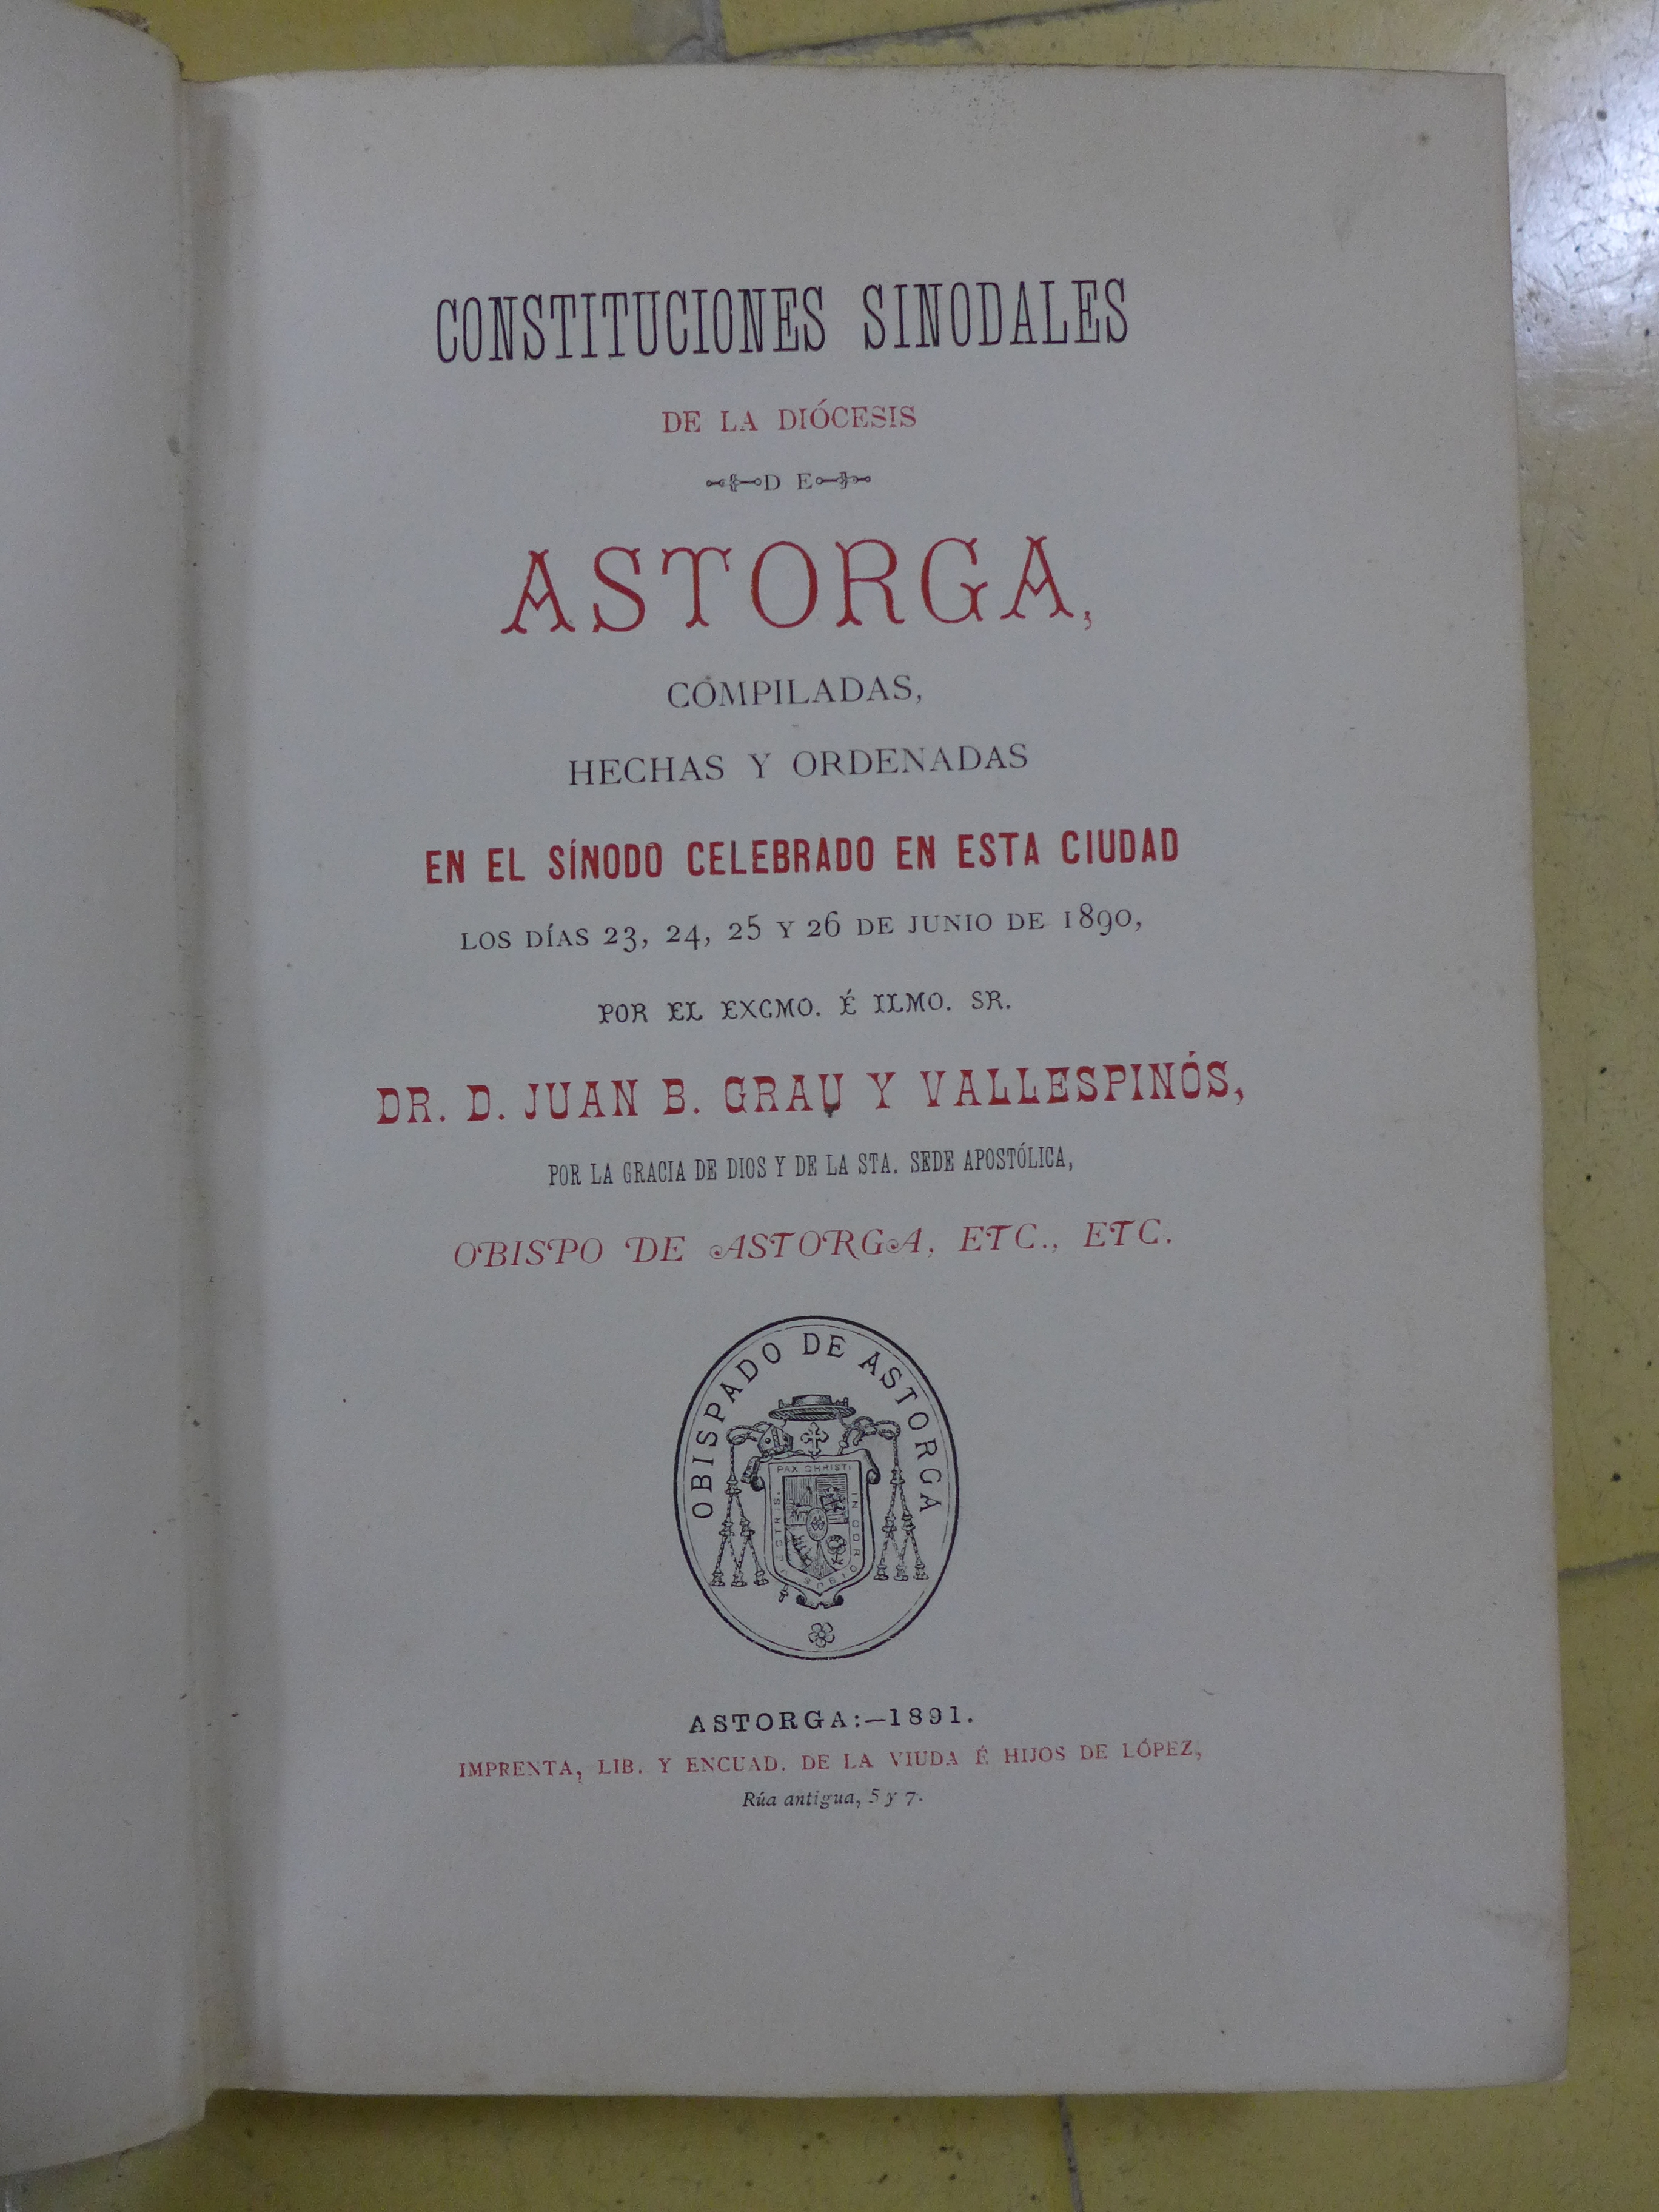 CONSTITUCIONES SINODALES
DE LA DIÓCESIS
DE
ASTORGA,
COMPILADAS,
HECHAS Y ORDENADAS
EN EL SÍNODO CELEBRADO EN ESTA CIUDAD
LOS DÍAS 23, 24, 25 Y 26 DE JUNIO DE 1890,
POR EL EXCMO. É ILMO. SR.
DR. D. JUAN B. GRAU Y VALLESPINÓS,
POR LA GRACIA DE DIOS Y DE LA STA. SEDE APOSTÓLICA,
OBISPO DE ASTORGA, ETC., ETC.
OBISPADO DE ASTORGA
PAX CHRISTI
IN CORDIBUS
ASTORGA:—1891.
IMPRENTA, LIB. Y ENCUAD. DE LA VIUDA É HIJOS DE LÓPEZ,
Rúa antigua, 5 y 7.